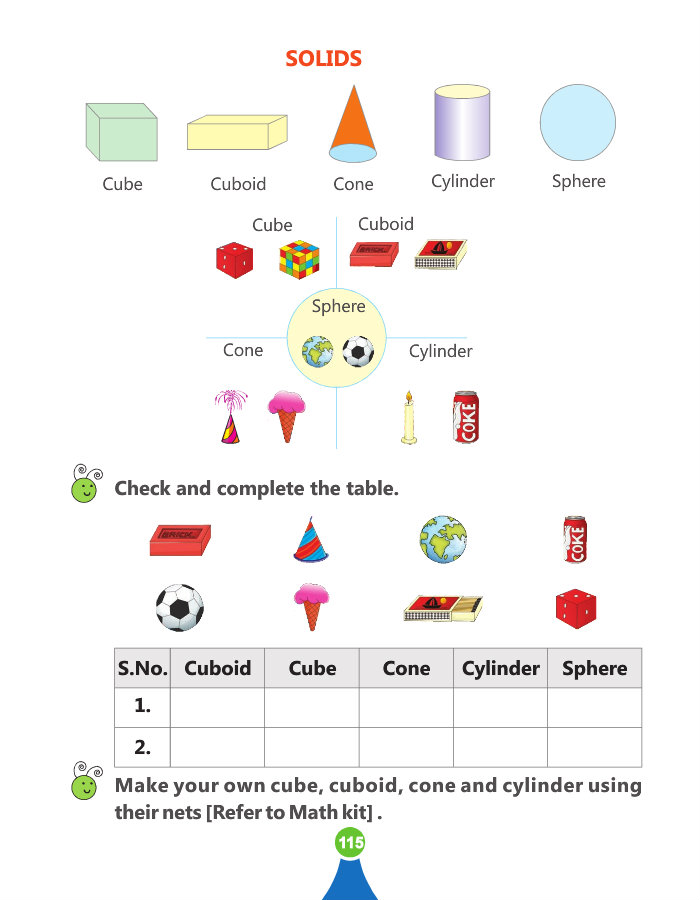 SOLIDS
Cube Cuboid Cone Cylinder Sphere
Cube Cuboid
BRICK
Sphere
Cone Cylinder
COKE
Check and complete the table.
BRICK
COKE
S.No. Cuboid Cube Cone Cylinder Sphere
1.
2.
Make your own cube, cuboid, cone and cylinder using
their nets [Refer to Math kit] .
115